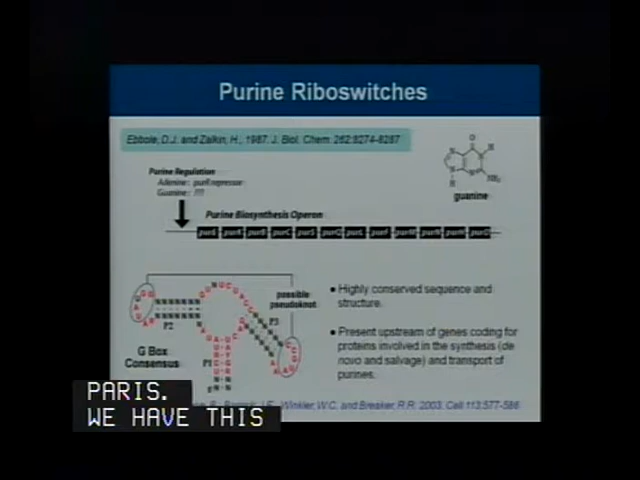 Purine Riboswitches
Ebbole, D.J. and Zalkin, H., 1987. J. Biol. Chem. 262:8274-8287
Purine Regulation
Adenine: purR repressor
Guanine: ???
guanine
Purine Biosynthesis Operon
possible
pseudoknot
• Highly conserved sequence and
structure.
P2
P3
G Box
Consensus
P1
• Present upstream of genes coding for
proteins involved in the synthesis (de
novo and salvage) and transport of
purines.
Winkler, W.C. and Breaker, R.R. 2003. Cell 113:577-586
PARIS.
WE HAVE THIS